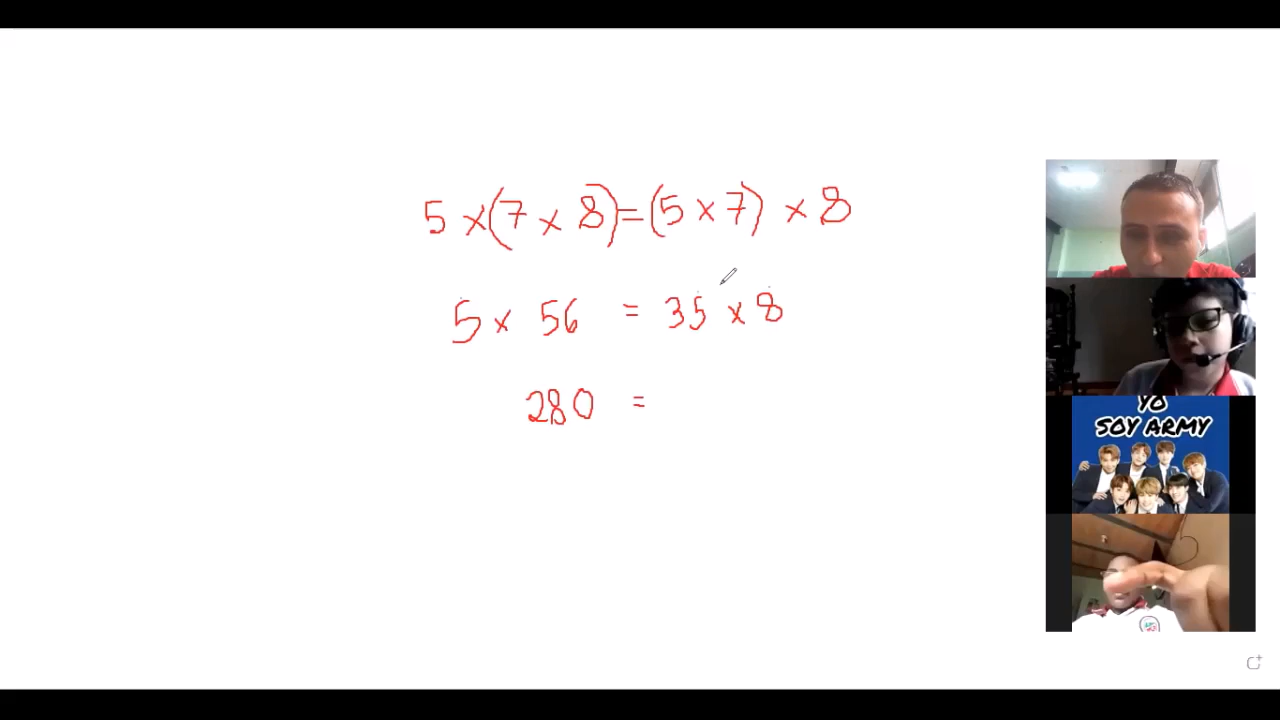 5 × (7 × 8) = (5 × 7) × 8
5 × 56 = 35 × 8
280 =
YO
SOY ARMY